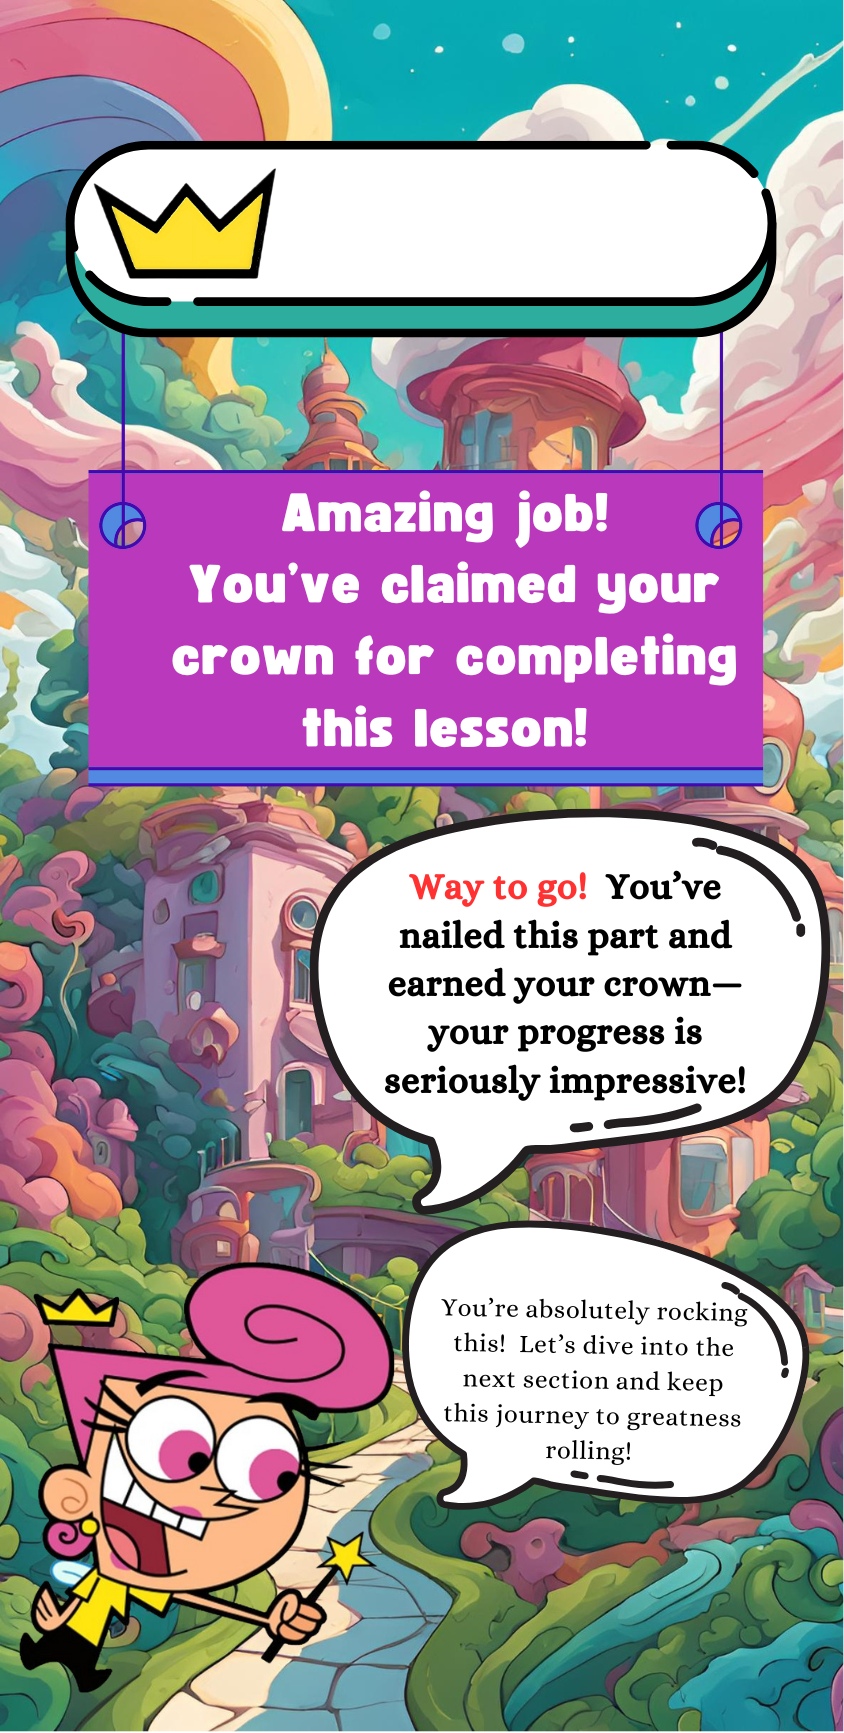 Amazing job!
You’ve claimed your
crown for completing
this lesson!
Way to go! You’ve
nailed this part and
earned your crown—
your progress is
seriously impressive!
You’re absolutely rocking
this! Let’s dive into the
next section and keep
this journey to greatness
rolling!